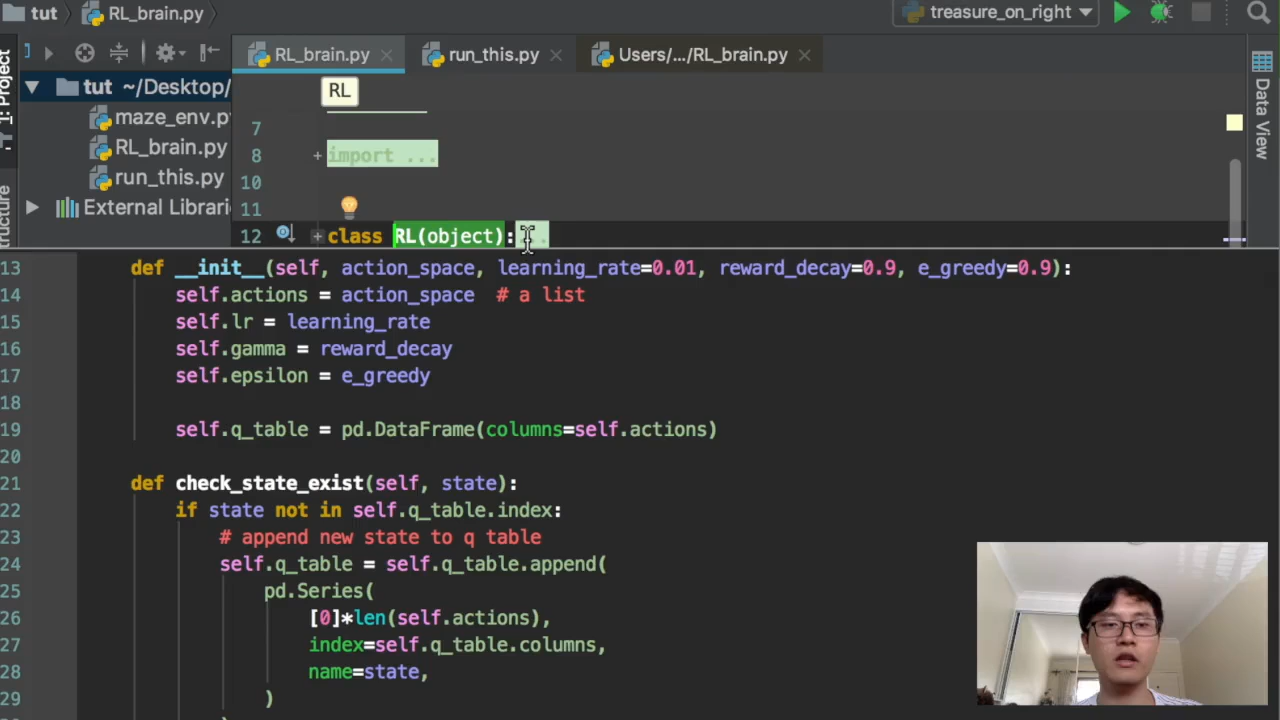 tut RL_brain.py treasure_on_right
RL_brain.py run_this.py Users/.../RL_brain.py
1: Project
tut ~/Desktop/
maze_env.p
RL_brain.py
run_this.py
External Librari
Data View
RL
7
8 import ...
10
11
12 class RL(object):
13 def __init__(self, action_space, learning_rate=0.01, reward_decay=0.9, e_greedy=0.9):
14 self.actions = action_space # a list
15 self.lr = learning_rate
16 self.gamma = reward_decay
17 self.epsilon = e_greedy
18
19 self.q_table = pd.DataFrame(columns=self.actions)
20
21 def check_state_exist(self, state):
22 if state not in self.q_table.index:
23 # append new state to q table
24 self.q_table = self.q_table.append(
25 pd.Series(
26 [0]*len(self.actions),
27 index=self.q_table.columns,
28 name=state,
29 )